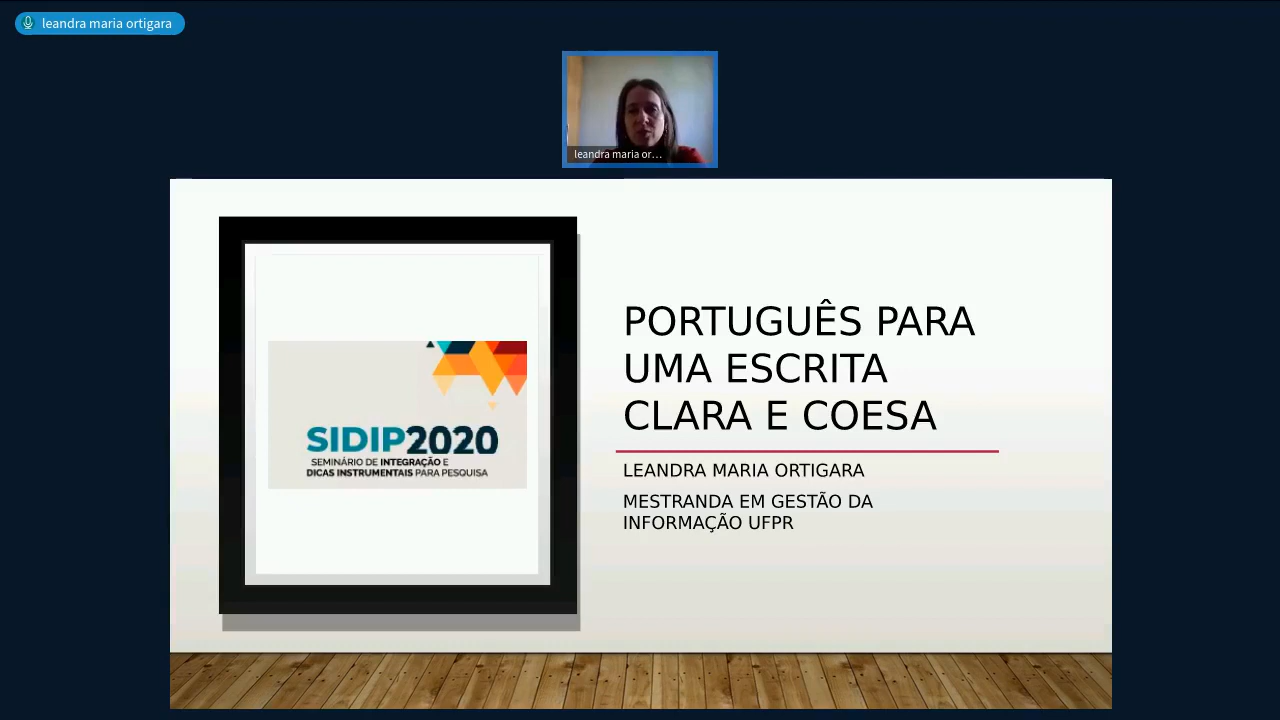 leandra maria ortigara
leandra maria or…
PORTUGUÊS PARA
UMA ESCRITA
CLARA E COESA
LEANDRA MARIA ORTIGARA
MESTRANDA EM GESTÃO DA
INFORMAÇÃO UFPR
SIDIP2020
SEMINÁRIO DE INTEGRAÇÃO E
DICAS INSTRUMENTAIS PARA PESQUISA